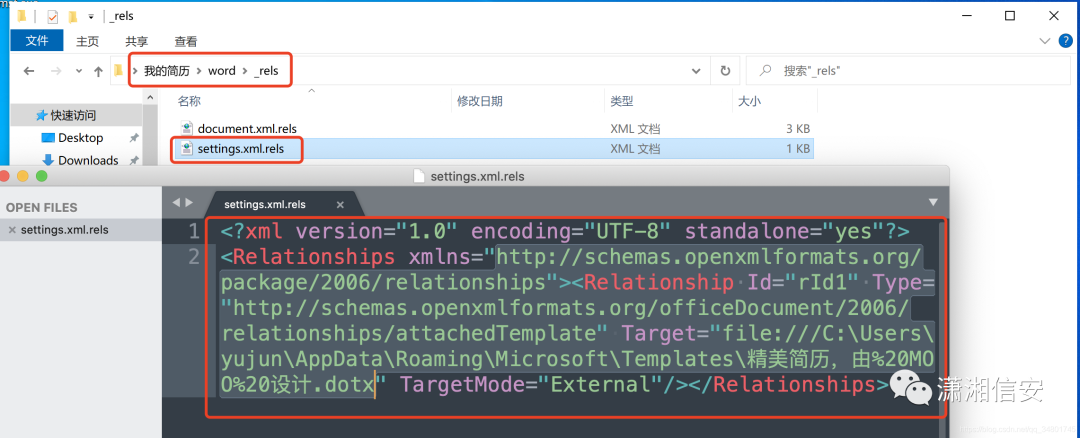 _rels
文件 主页 共享 查看
我的简历 > word > _rels
搜索"_rels"
名称 修改日期 类型 大小
快速访问
Desktop
Downloads
document.xml.rels XML 文档 3 KB
settings.xml.rels XML 文档 1 KB
settings.xml.rels
OPEN FILES
settings.xml.rels
settings.xml.rels
1 <?xml version="1.0" encoding="UTF-8" standalone="yes"?>
2 <Relationships xmlns="http://schemas.openxmlformats.org/
package/2006/relationships"><Relationship Id="rId1" Type=
"http://schemas.openxmlformats.org/officeDocument/2006/
relationships/attachedTemplate" Target="file:///C:\Users\
yujun\AppData\Roaming\Microsoft\Templates\精美简历，由%20MO
O%20设计.dotx" TargetMode="External"/></Relationships>
潇湘信安